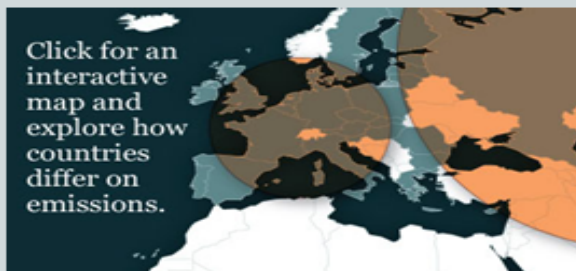 Click for an
interactive
map and
explore how
countries
differ on
emissions.